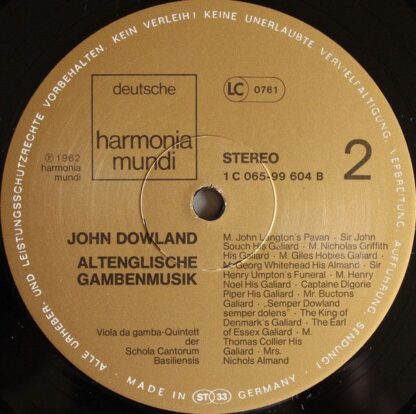 ALLE URHEBER- UND LEISTUNGSSCHUTZRECHTE VORBEHALTEN. KEIN VERLEIH! KEINE UNERLAUBTE VERVIELFÄLTIGUNG, VERBREITUNG, AUFFÜHRUNG, SENDUNG!
deutsche
harmonia
mundi
LC 0761
Ⓟ 1962
harmonia
mundi
STEREO
2
1 C 065-99 604 B
JOHN DOWLAND
ALTENGLISCHE
GAMBENMUSIK
M. John Langton's Pavan · Sir John
Souch His Galiard · M. Nicholas Griffith
His Galiard · M. Giles Hobies Galiard
M. George Whitehead His Almand · Sir
Henry Umpton's Funeral · M. Henry
Noel His Galiard · Captaine Digorie
Piper His Galiard · Mr. Buctons
Galiard · „Semper Dowland
semper dolens" · The King of
Denmark's Galiard · The Earl
of Essex Galiard · M.
Thomas Collier His
Galiard · Mrs.
Nichols Almand
Viola da gamba-Quintett
der
Schola Cantorum
Basiliensis
MADE IN ST 33 GERMANY